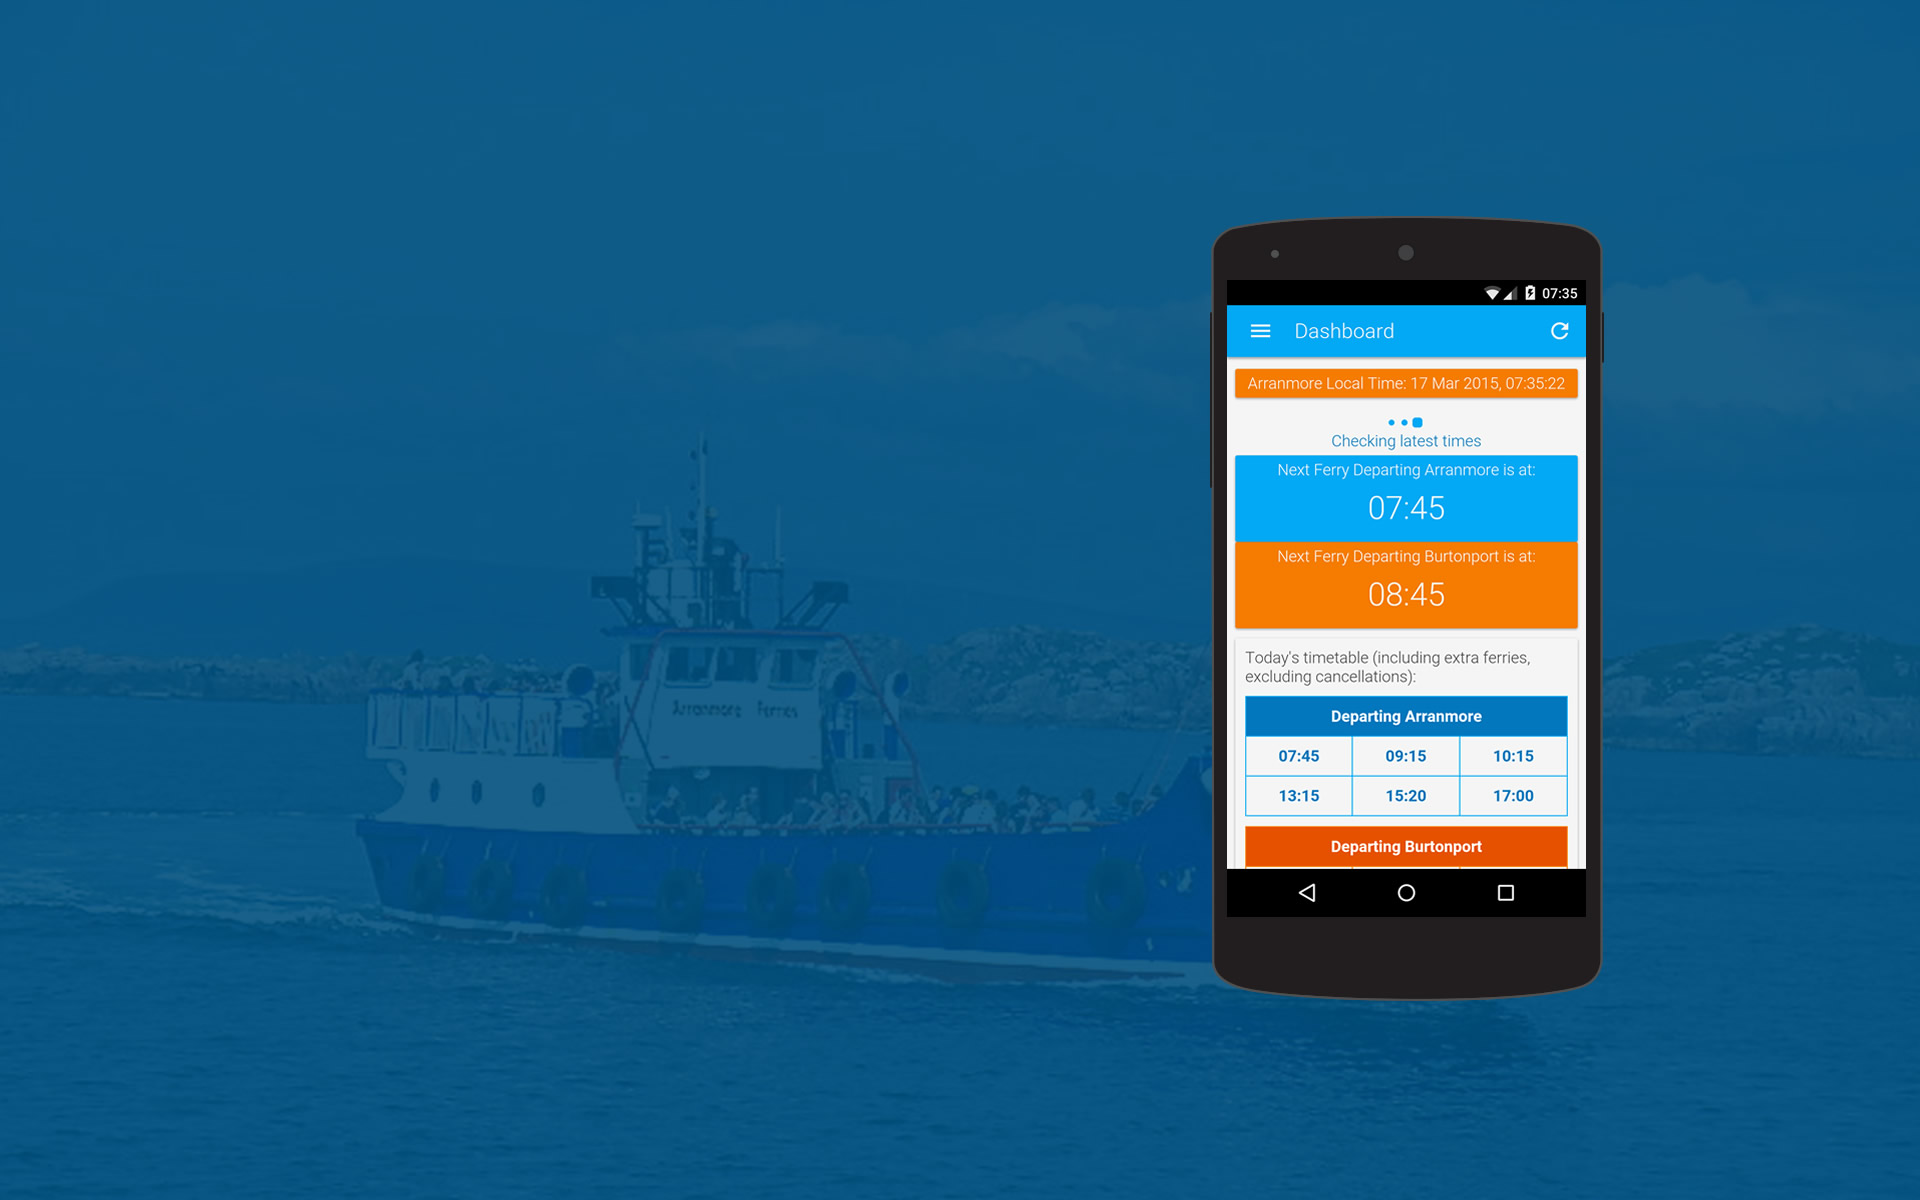 Arranmore Ferries
07:35
Dashboard
Arranmore Local Time: 17 Mar 2015, 07:35:22
Checking latest times
Next Ferry Departing Arranmore is at:
07:45
Next Ferry Departing Burtonport is at:
08:45
Today's timetable (including extra ferries,
excluding cancellations):
Departing Arranmore
07:45 09:15 10:15
13:15 15:20 17:00
Departing Burtonport